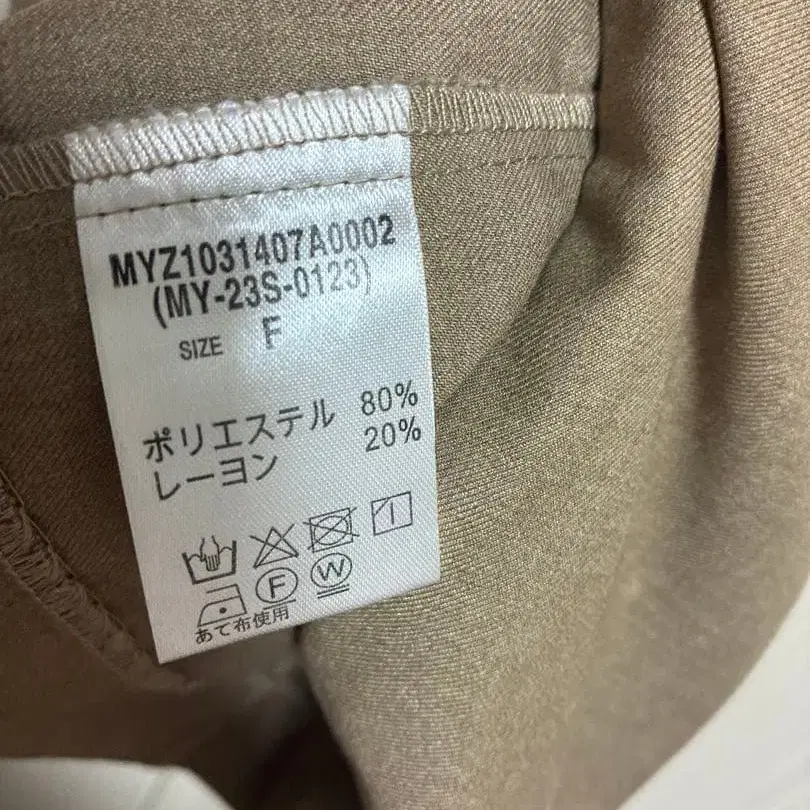 MYZ1031407A0002
(MY-23S-0123)
SIZE F
ポリエステル 80%
レーヨン 20%
F W
あて布使用